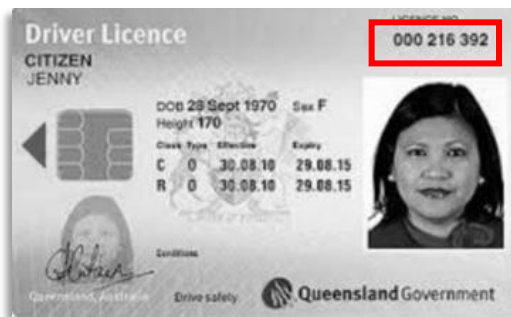 Driver Licence
LICENCE NO.
000 216 392
CITIZEN
JENNY
DOB 28 Sept 1970 Sex F
Height 170
Class Type Effective Expiry
C O 30.08.10 29.08.15
R O 30.08.10 29.08.15
Conditions
Queensland, Australia
Drive safely
Queensland Government